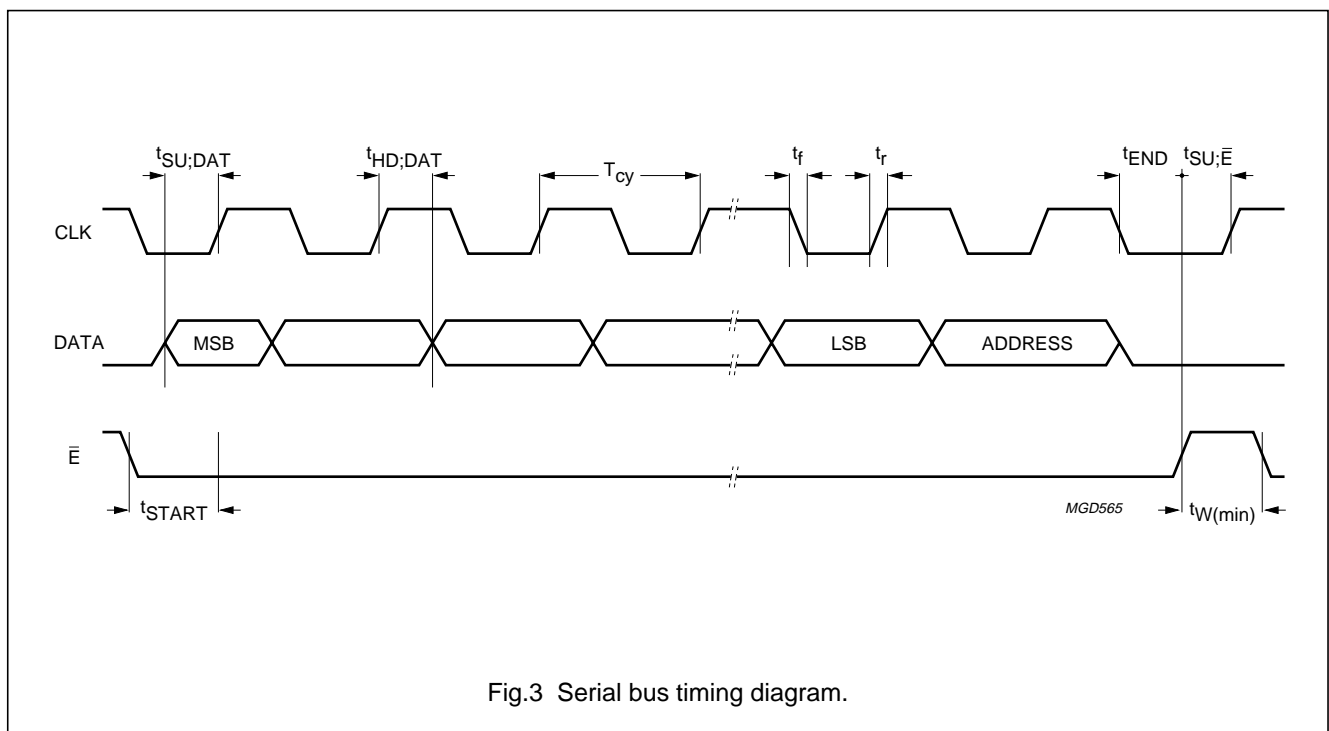 tSU;DAT tHD;DAT Tcy tf tr tEND tSU;Ē
CLK
DATA MSB LSB ADDRESS
Ē
tSTART MGD565 tW(min)
Fig.3 Serial bus timing diagram.